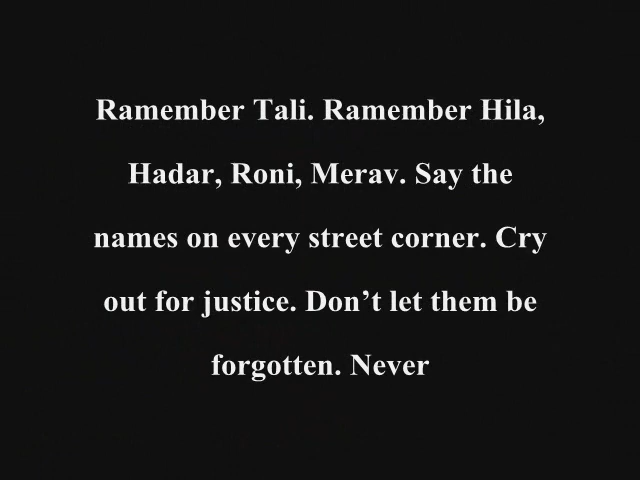 Ramember Tali. Ramember Hila,
Hadar, Roni, Merav. Say the
names on every street corner. Cry
out for justice. Don’t let them be
forgotten. Never